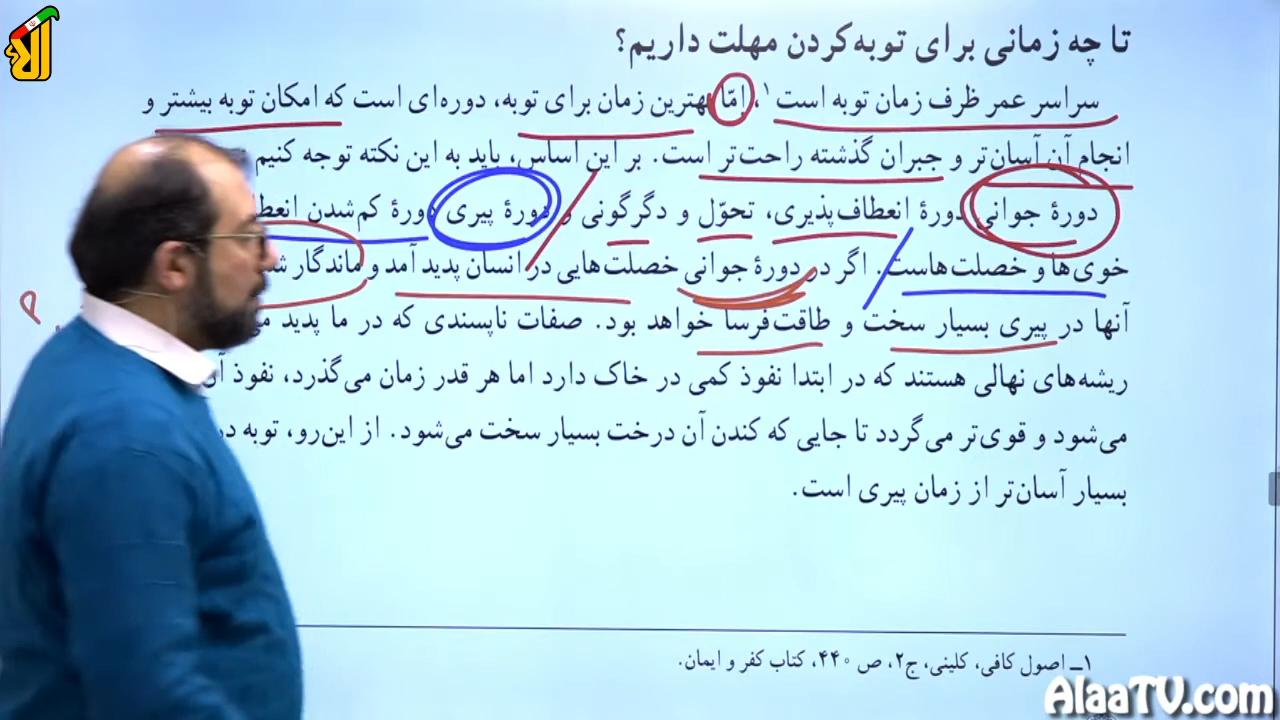 تا چه زمانی برای توبه‌کردن مهلت داریم؟
سراسر عمر ظرف زمان توبه است۱، امّا بهترین زمان برای توبه، دوره‌ای است که امکان توبه بیشتر و
انجام آن آسان‌تر و جبران گذشته راحت‌تر است. بر این اساس، باید به این نکته توجه کنیم
دورهٔ جوانی دورهٔ انعطاف‌پذیری، تحوّل و دگرگونی و دورهٔ پیری دورهٔ کم‌شدن
خوی‌ها و خصلت‌هاست. اگر در دورهٔ جوانی خصلت‌هایی در انسان پدید آمد و ماندگار
آنها در پیری بسیار سخت و طاقت‌فرسا خواهد بود. صفات ناپسندی که در ما پدید
ریشه‌های نهالی هستند که در ابتدا نفوذ کمی در خاک دارد اما هر قدر زمان می‌گذرد، نفوذ
می‌شود و قوی‌تر می‌گردد تا جایی که کندن آن درخت بسیار سخت می‌شود. از این‌رو، توبه
بسیار آسان‌تر از زمان پیری است.
۱ــ اصول کافی، کلینی، ج۲، ص ۴۴۰، کتاب کفر و ایمان.
AlaaTV.com